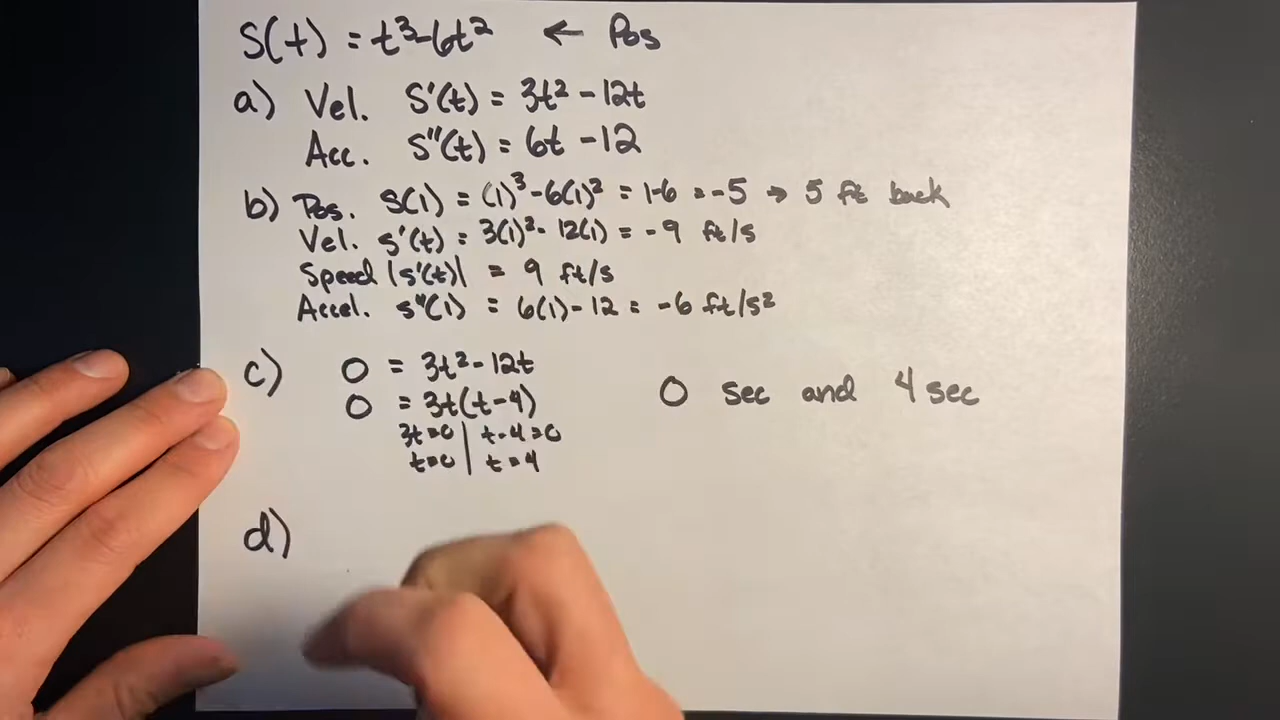 S(t) = t³-6t² ← Pos
a) Vel. S'(t) = 3t² - 12t
Acc. S"(t) = 6t - 12
b) Pos. S(1) = (1)³ - 6(1)² = 1-6 = -5 → 5 ft back
Vel. s'(t) = 3(1)² - 12(1) = -9 ft/s
Speed |s'(t)| = 9 ft/s
Accel. s"(1) = 6(1) - 12 = -6 ft/s²
c) 0 = 3t² - 12t
0 = 3t(t-4)
0 sec and 4 sec
3t=0 | t-4=0
t=0 | t=4
d)